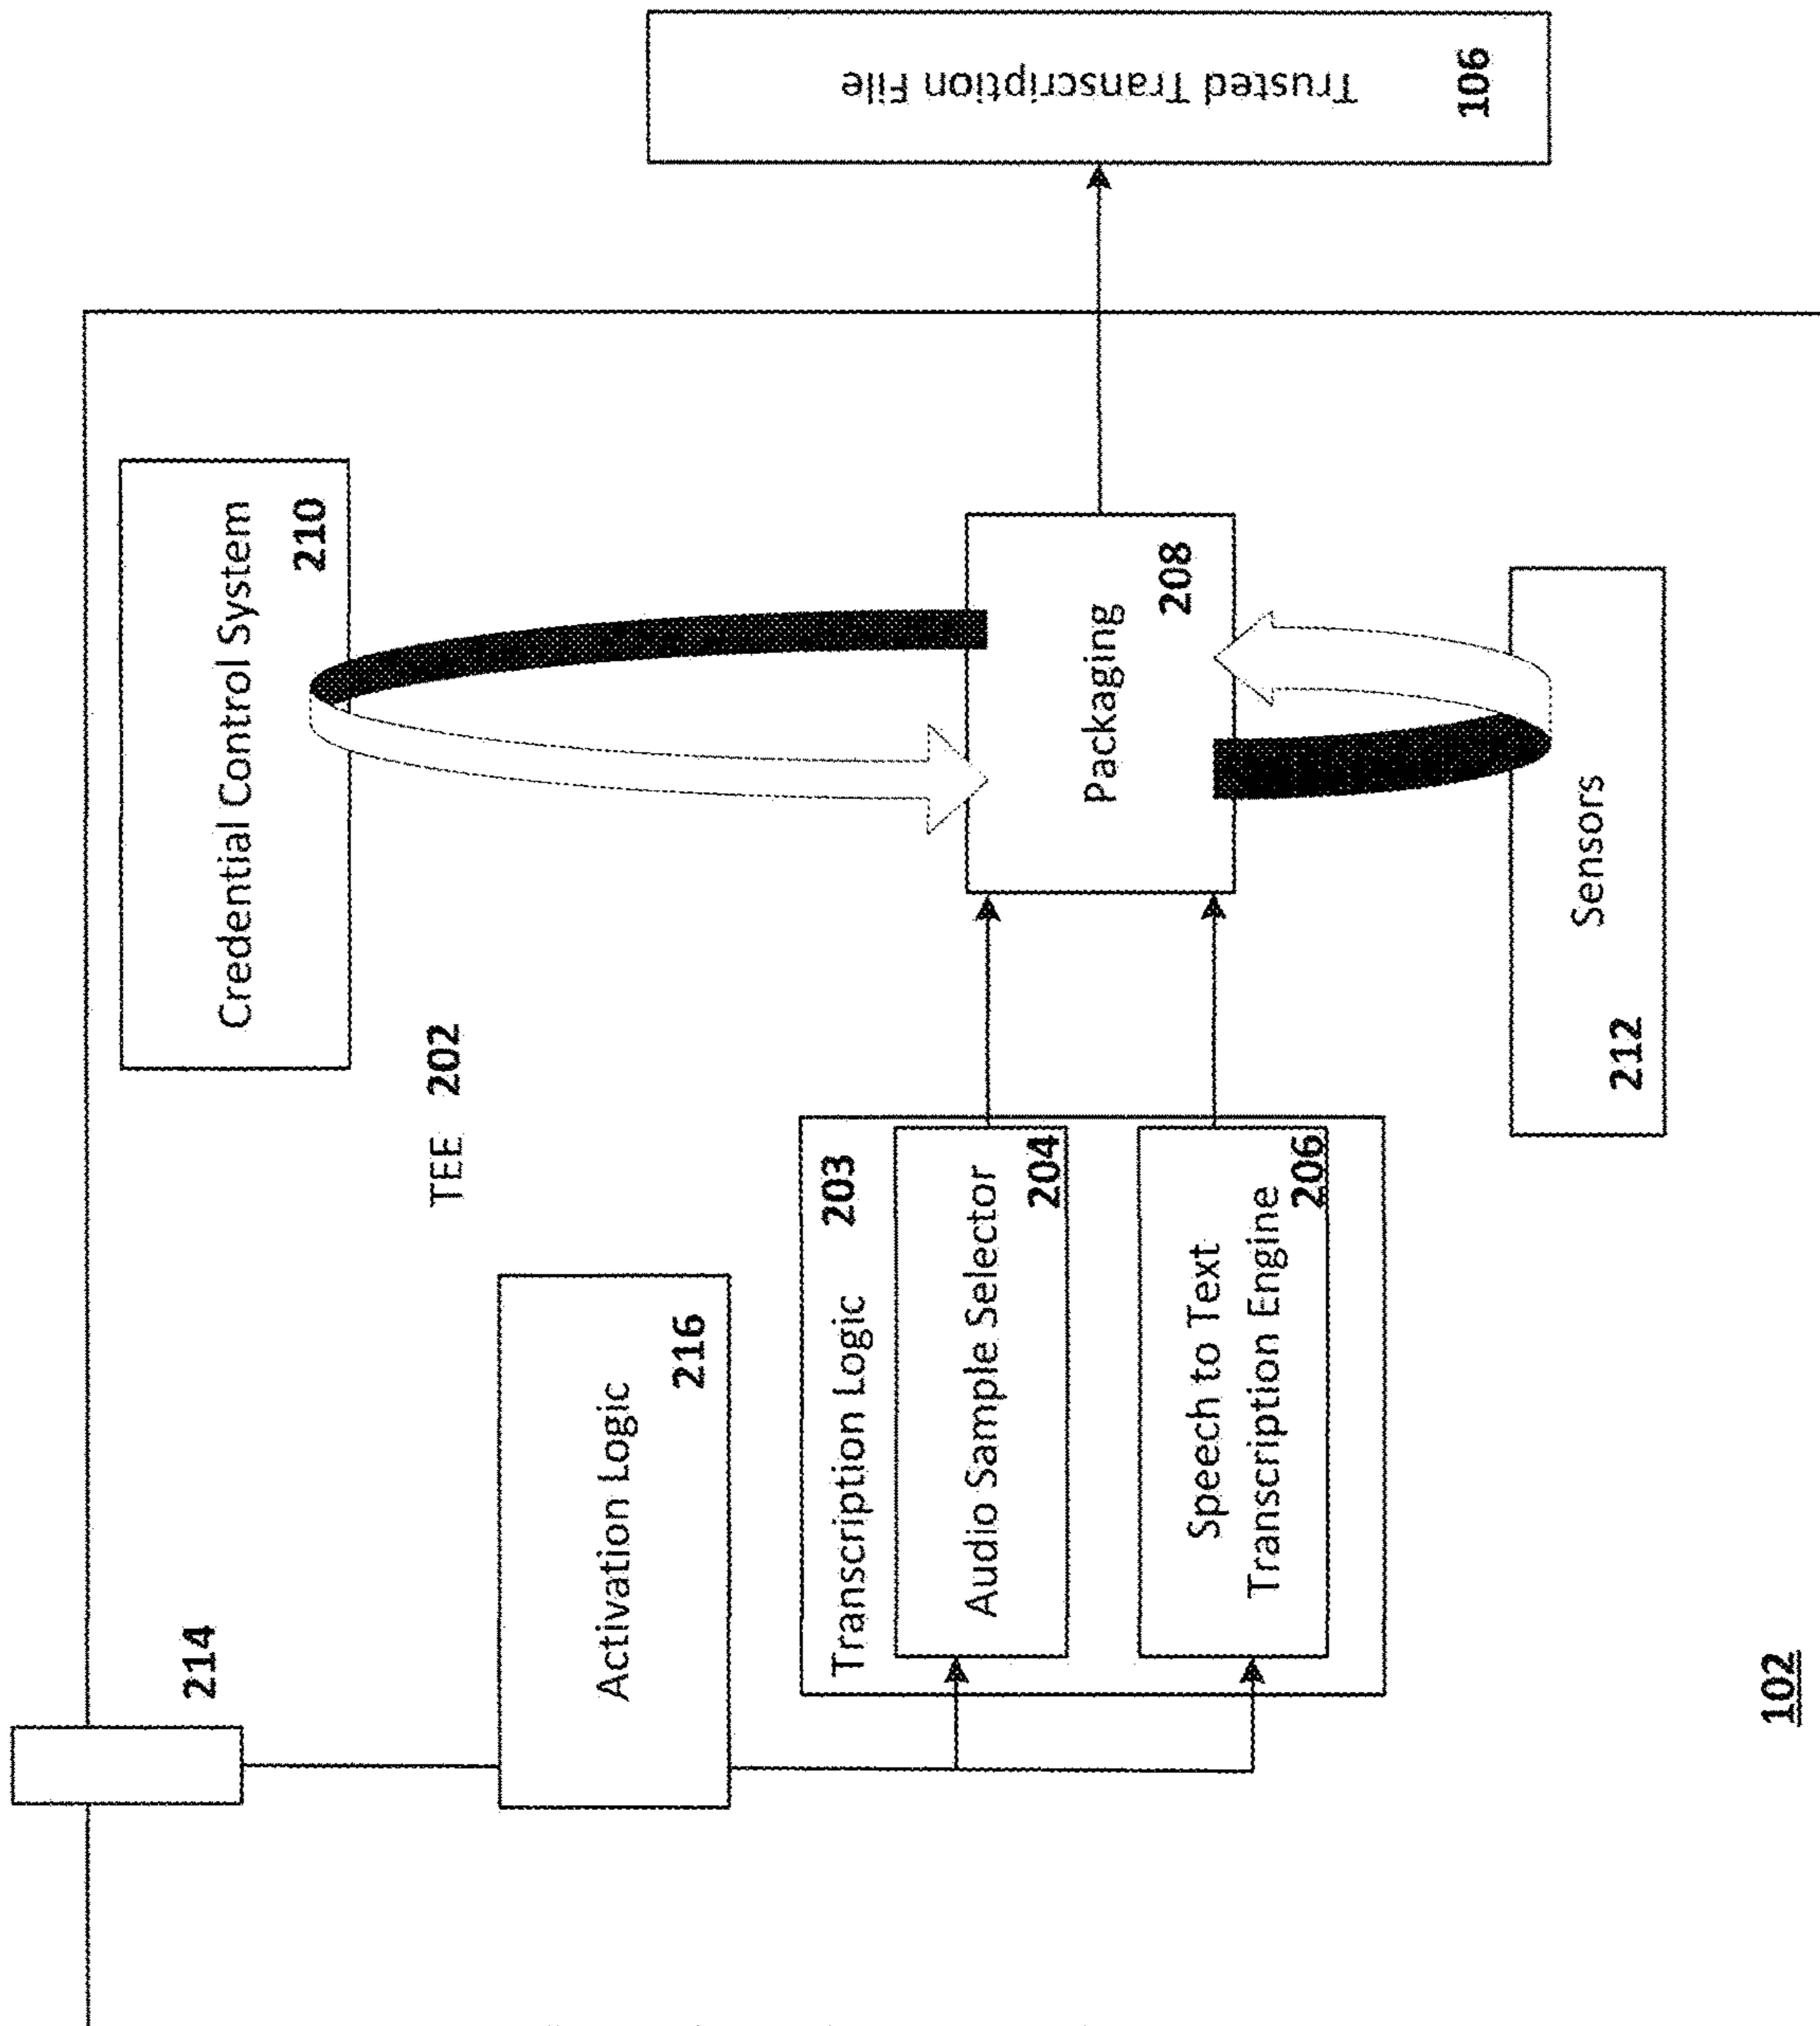 214
Activation Logic
216
TEE 202
Credential Control System
210
Transcription Logic 203
Audio Sample Selector
204
Speech to Text
Transcription Engine
206
Packaging
208
Sensors
212
102
Trusted Transcription File
106